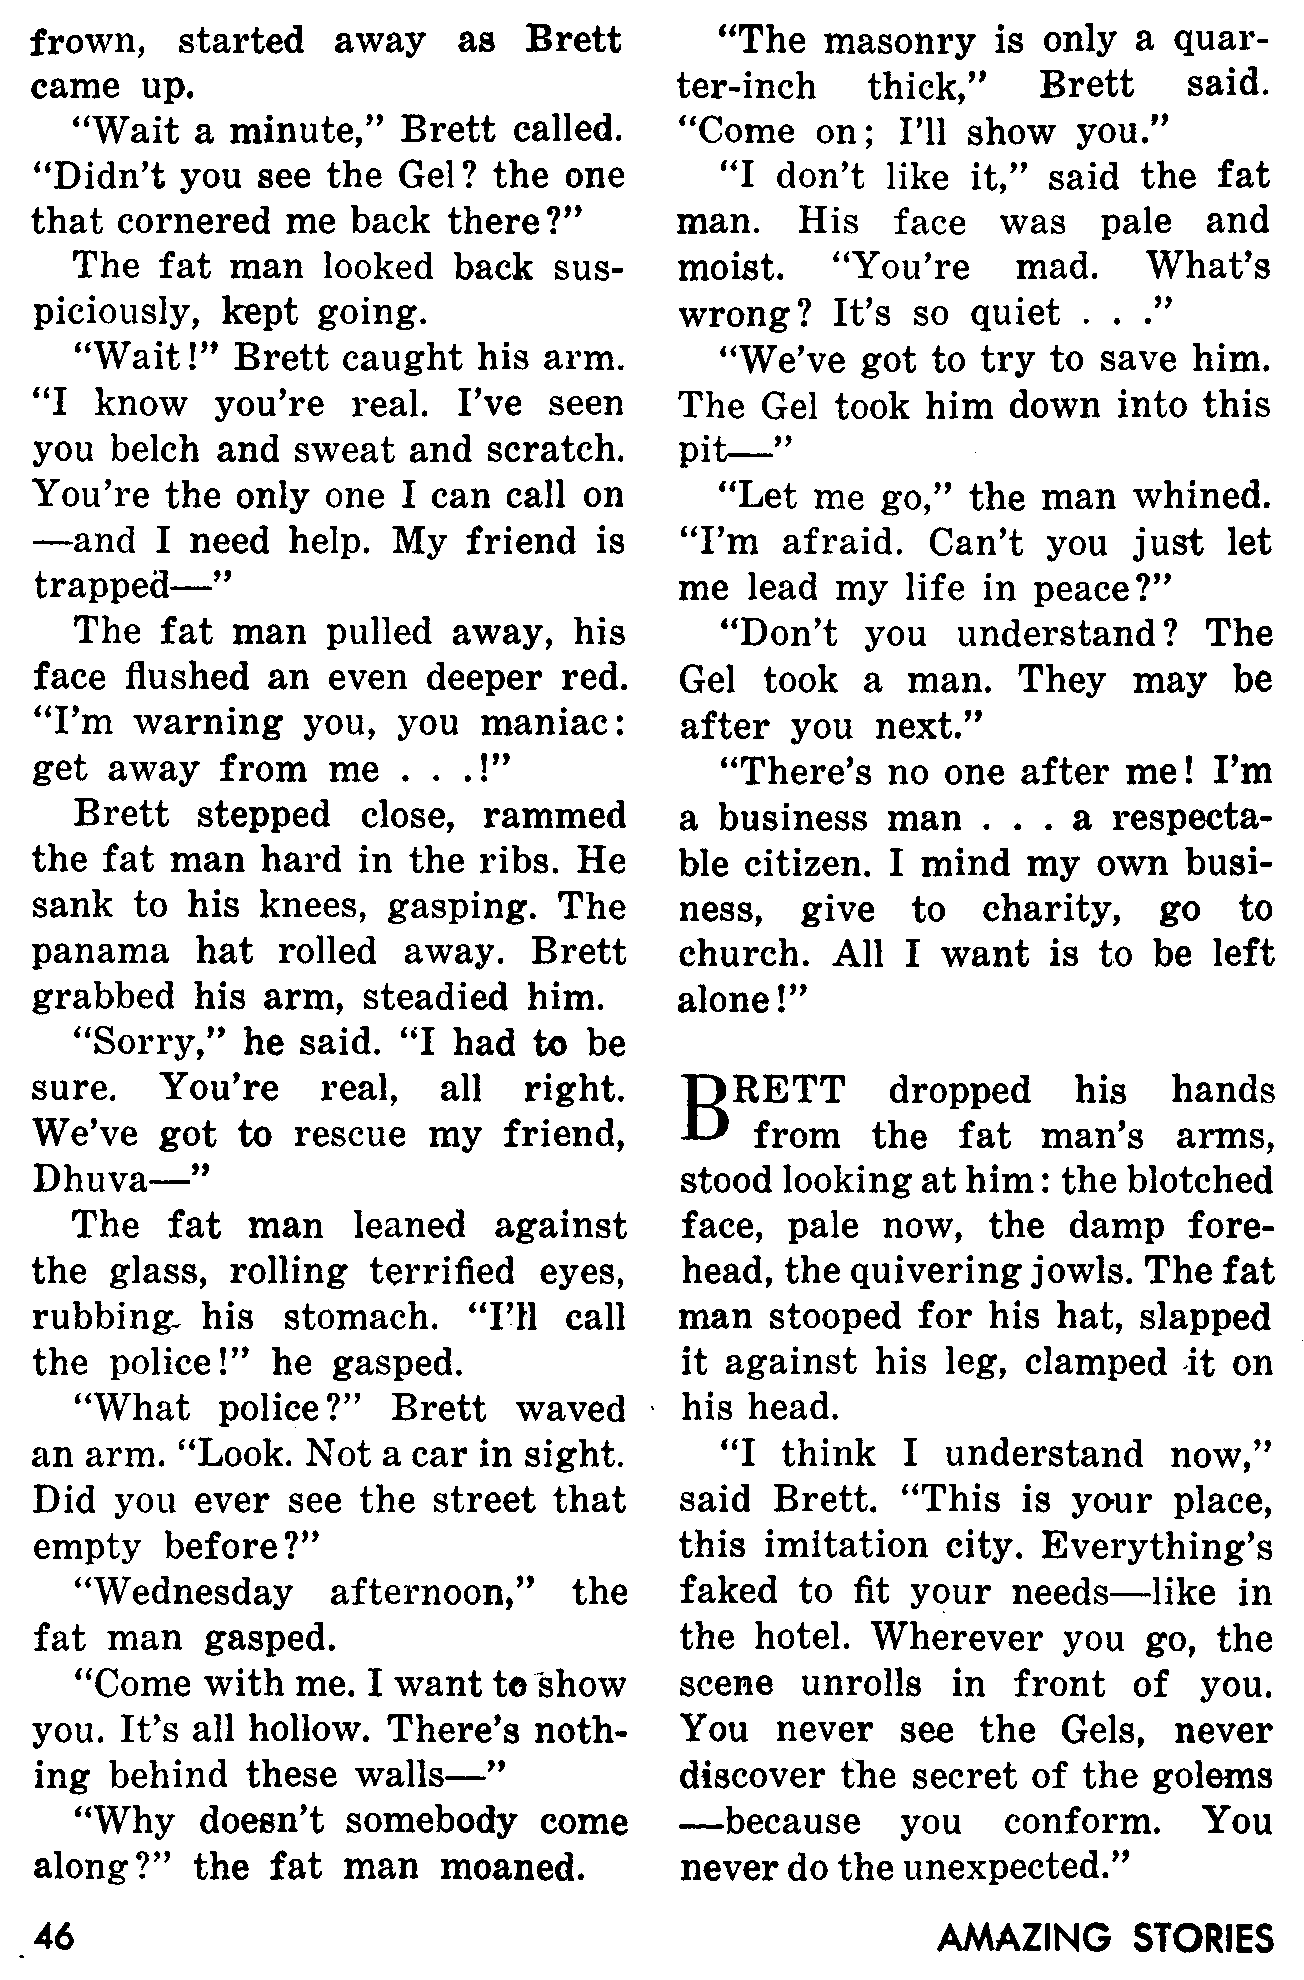 frown, started away as Brett
came up.
“Wait a minute,” Brett called.
“Didn’t you see the Gel? the one
that cornered me back there?”
The fat man looked back sus-
piciously, kept going.
“Wait!” Brett caught his arm.
“I know you’re real. I’ve seen
you belch and sweat and scratch.
You’re the only one I can call on
—and I need help. My friend is
trapped—”
The fat man pulled away, his
face flushed an even deeper red.
“I’m warning you, you maniac:
get away from me . . .!”
Brett stepped close, rammed
the fat man hard in the ribs. He
sank to his knees, gasping. The
panama hat rolled away. Brett
grabbed his arm, steadied him.
“Sorry,” he said. “I had to be
sure. You’re real, all right.
We’ve got to rescue my friend,
Dhuva—”
The fat man leaned against
the glass, rolling terrified eyes,
rubbing his stomach. “I’ll call
the police!” he gasped.
“What police?” Brett waved
an arm. “Look. Not a car in sight.
Did you ever see the street that
empty before?”
“Wednesday afternoon,” the
fat man gasped.
“Come with me. I want to show
you. It’s all hollow. There’s noth-
ing behind these walls—”
“Why doesn’t somebody come
along?” the fat man moaned.
“The masonry is only a quar-
ter-inch thick,” Brett said.
“Come on; I’ll show you.”
“I don’t like it,” said the fat
man. His face was pale and
moist. “You’re mad. What’s
wrong? It’s so quiet . . .”
“We’ve got to try to save him.
The Gel took him down into this
pit—”
“Let me go,” the man whined.
“I’m afraid. Can’t you just let
me lead my life in peace?”
“Don’t you understand? The
Gel took a man. They may be
after you next.”
“There’s no one after me! I’m
a business man . . . a respecta-
ble citizen. I mind my own busi-
ness, give to charity, go to
church. All I want is to be left
alone!”
BRETT dropped his hands
from the fat man’s arms,
stood looking at him: the blotched
face, pale now, the damp fore-
head, the quivering jowls. The fat
man stooped for his hat, slapped
it against his leg, clamped it on
his head.
“I think I understand now,”
said Brett. “This is your place,
this imitation city. Everything’s
faked to fit your needs—like in
the hotel. Wherever you go, the
scene unrolls in front of you.
You never see the Gels, never
discover the secret of the golems
—because you conform. You
never do the unexpected.”
46
AMAZING STORIES